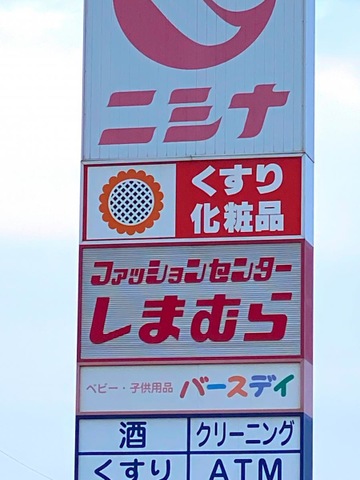 ニシナ
くすり
化粧品
ファッションセンター
しまむら
ベビー・子供用品 バースデイ
酒 クリーニング
くすり ATM